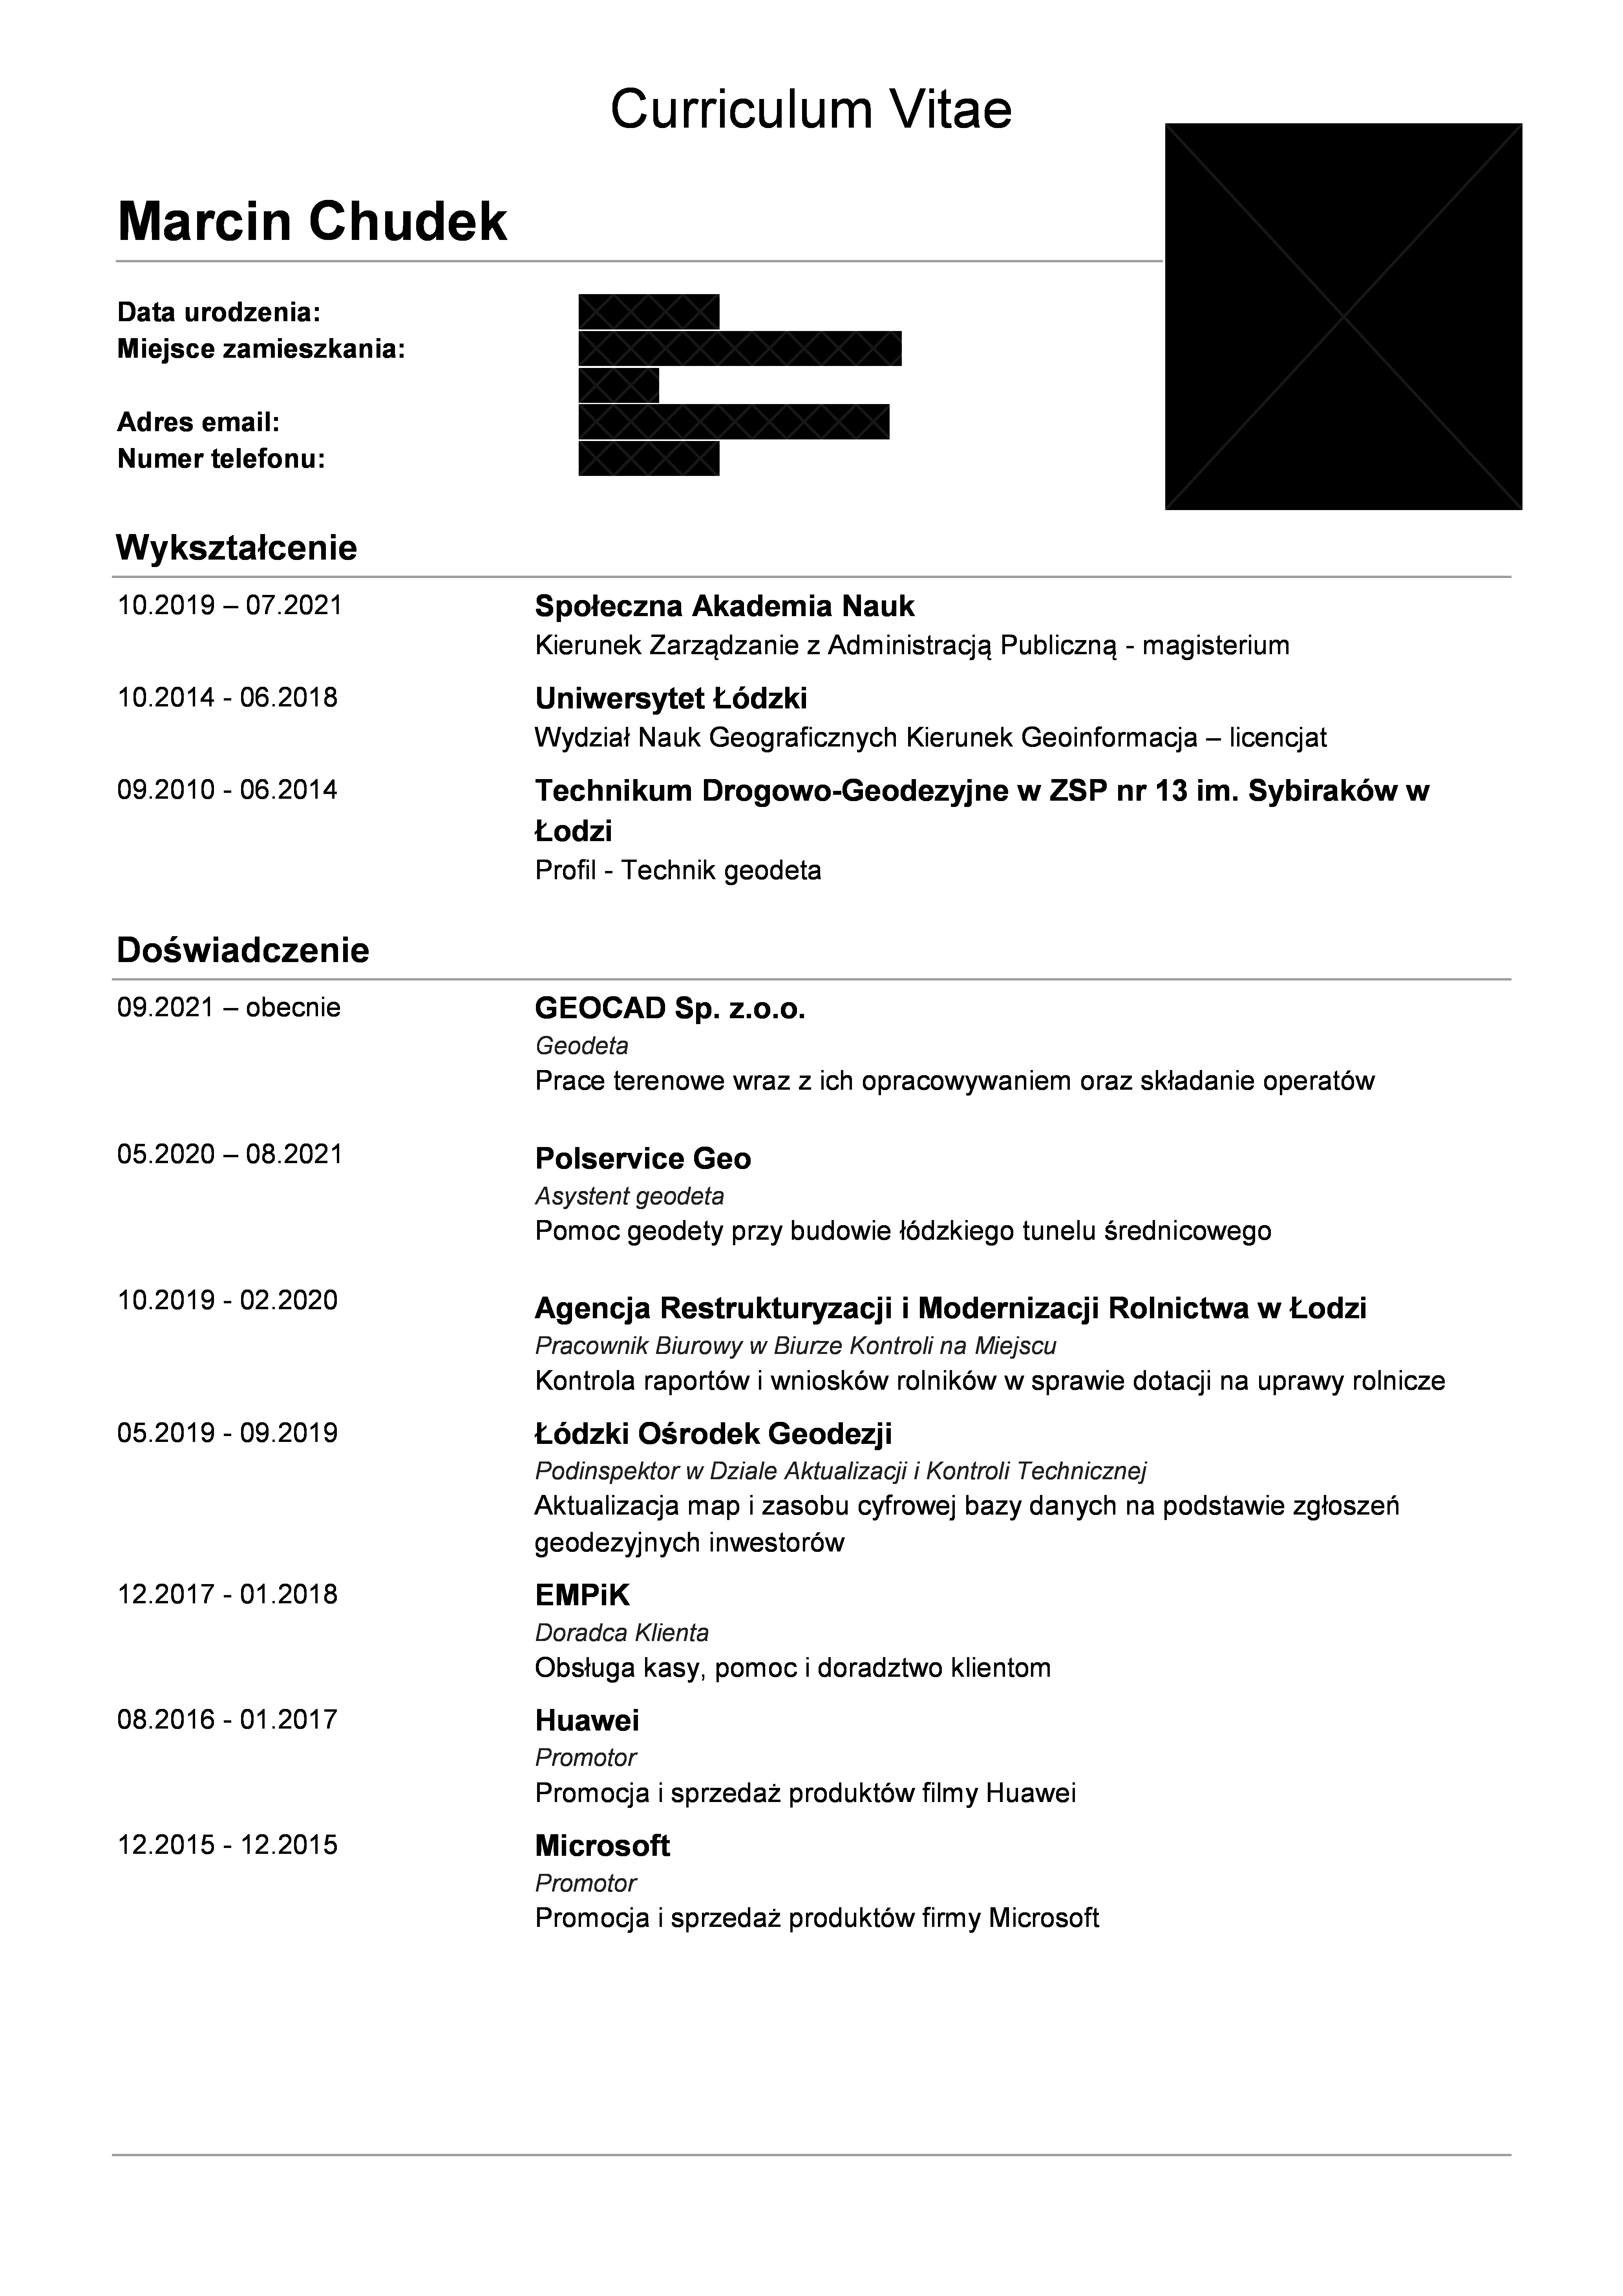 Curriculum Vitae
Marcin Chudek
Data urodzenia:
Miejsce zamieszkania:
Adres email:
Numer telefonu:
Wykształcenie
10.2019 – 07.2021 Społeczna Akademia Nauk
Kierunek Zarządzanie z Administracją Publiczną - magisterium
10.2014 - 06.2018 Uniwersytet Łódzki
Wydział Nauk Geograficznych Kierunek Geoinformacja – licencjat
09.2010 - 06.2014 Technikum Drogowo-Geodezyjne w ZSP nr 13 im. Sybiraków w
Łodzi
Profil - Technik geodeta
Doświadczenie
09.2021 – obecnie GEOCAD Sp. z.o.o.
Geodeta
Prace terenowe wraz z ich opracowywaniem oraz składanie operatów
05.2020 – 08.2021 Polservice Geo
Asystent geodeta
Pomoc geodety przy budowie łódzkiego tunelu średnicowego
10.2019 - 02.2020 Agencja Restrukturyzacji i Modernizacji Rolnictwa w Łodzi
Pracownik Biurowy w Biurze Kontroli na Miejscu
Kontrola raportów i wniosków rolników w sprawie dotacji na uprawy rolnicze
05.2019 - 09.2019 Łódzki Ośrodek Geodezji
Podinspektor w Dziale Aktualizacji i Kontroli Technicznej
Aktualizacja map i zasobu cyfrowej bazy danych na podstawie zgłoszeń
geodezyjnych inwestorów
12.2017 - 01.2018 EMPiK
Doradca Klienta
Obsługa kasy, pomoc i doradztwo klientom
08.2016 - 01.2017 Huawei
Promotor
Promocja i sprzedaż produktów filmy Huawei
12.2015 - 12.2015 Microsoft
Promotor
Promocja i sprzedaż produktów firmy Microsoft